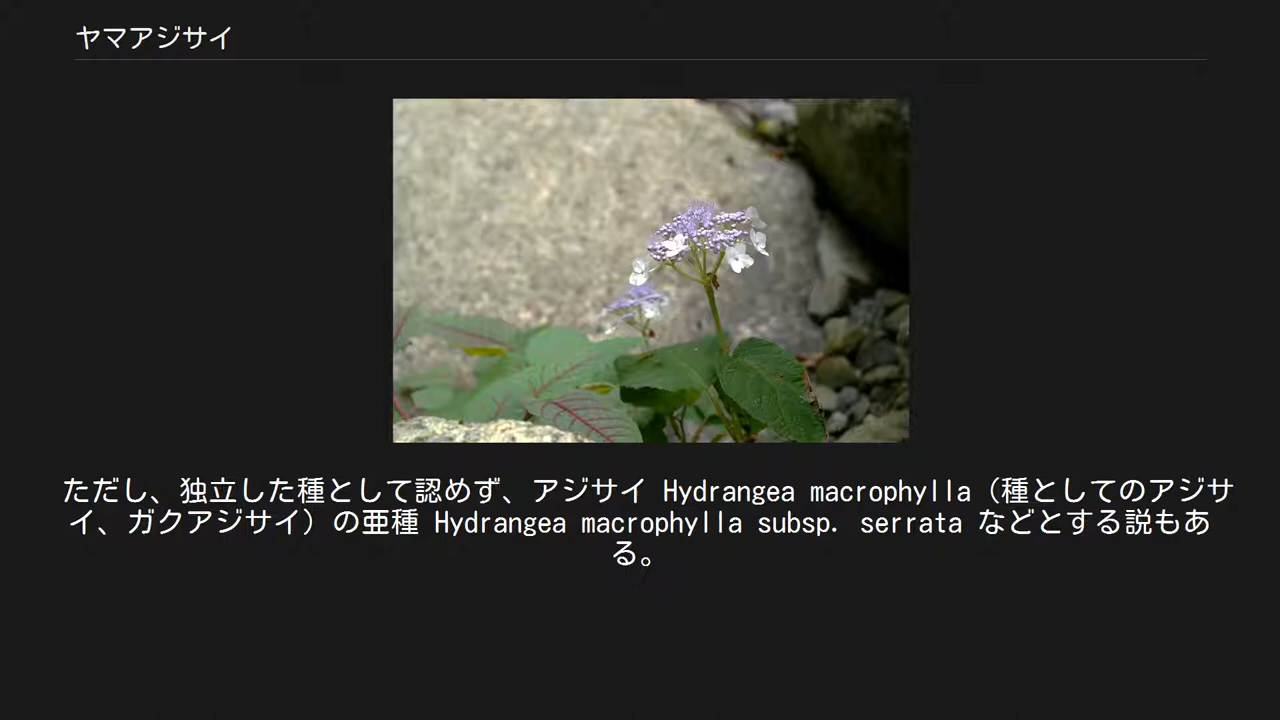 ヤマアジサイ
ただし、独立した種として認めず、アジサイ Hydrangea macrophylla（種としてのアジサ
イ、ガクアジサイ）の亜種 Hydrangea macrophylla subsp. serrata などとする説もあ
る。